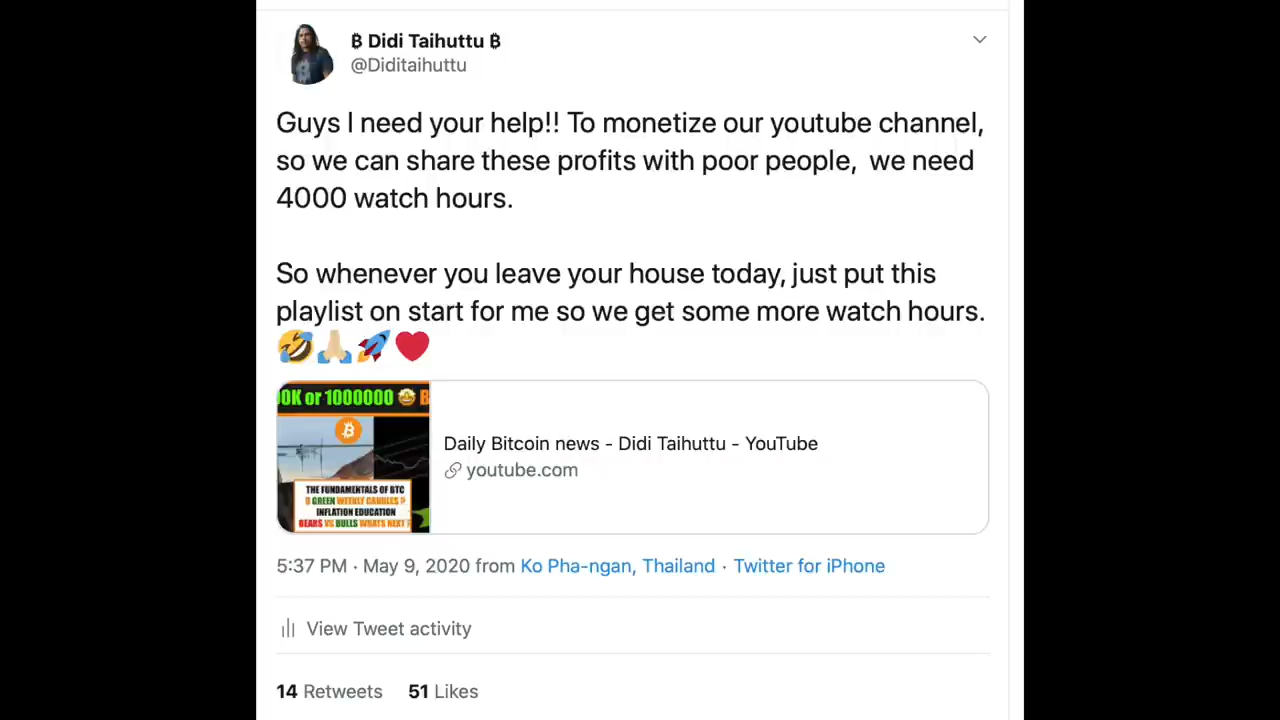 ₿ Didi Taihuttu ₿
@Diditaihuttu
Guys I need your help!! To monetize our youtube channel,
so we can share these profits with poor people,  we need
4000 watch hours.
So whenever you leave your house today, just put this
playlist on start for me so we get some more watch hours.
🤣🙏🏼🚀❤️
00K or 1000000 🤩 B
THE FUNDAMENTALS OF BTC
GREEN WEEKLY CANDLES
INFLATION EDUCATION
BEARS VS BULLS WHATS NEXT ?
Daily Bitcoin news - Didi Taihuttu - YouTube
youtube.com
5:37 PM · May 9, 2020 from Ko Pha-ngan, Thailand · Twitter for iPhone
View Tweet activity
14 Retweets 51 Likes